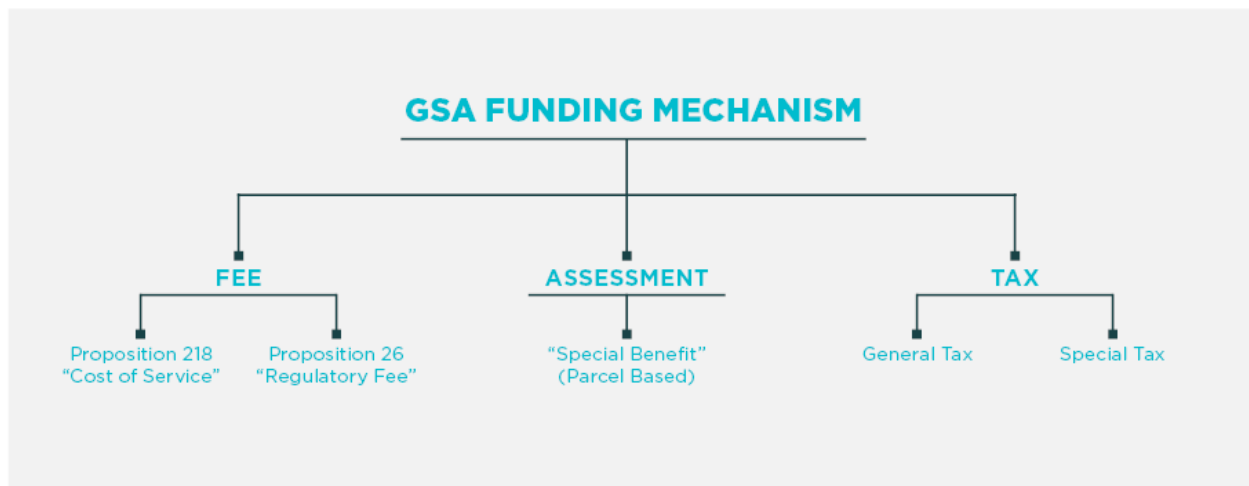 GSA FUNDING MECHANISM
FEE
ASSESSMENT
TAX
Proposition 218
“Cost of Service”
Proposition 26
“Regulatory Fee”
“Special Benefit”
(Parcel Based)
General Tax
Special Tax